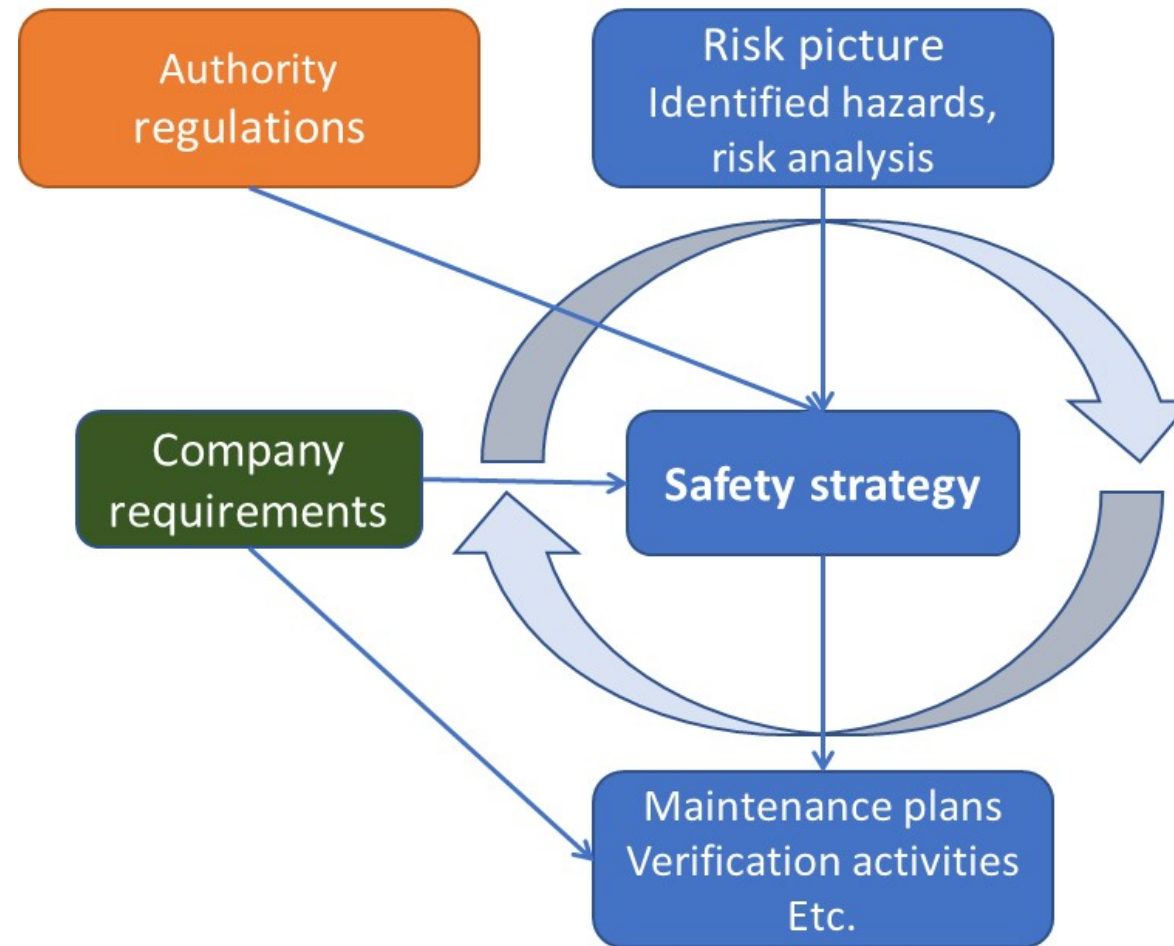 Authority
regulations
Risk picture
Identified hazards,
risk analysis
Company
requirements
Safety strategy
Maintenance plans
Verification activities
Etc.